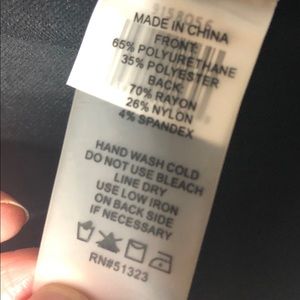 MADE IN CHINA
FRONT:
65% POLYURETHANE
35% POLYESTER
BACK:
70% RAYON
26% NYLON
4% SPANDEX
HAND WASH COLD
DO NOT USE BLEACH
LINE DRY
USE LOW IRON
ON BACK SIDE
IF NECESSARY
RN#51323